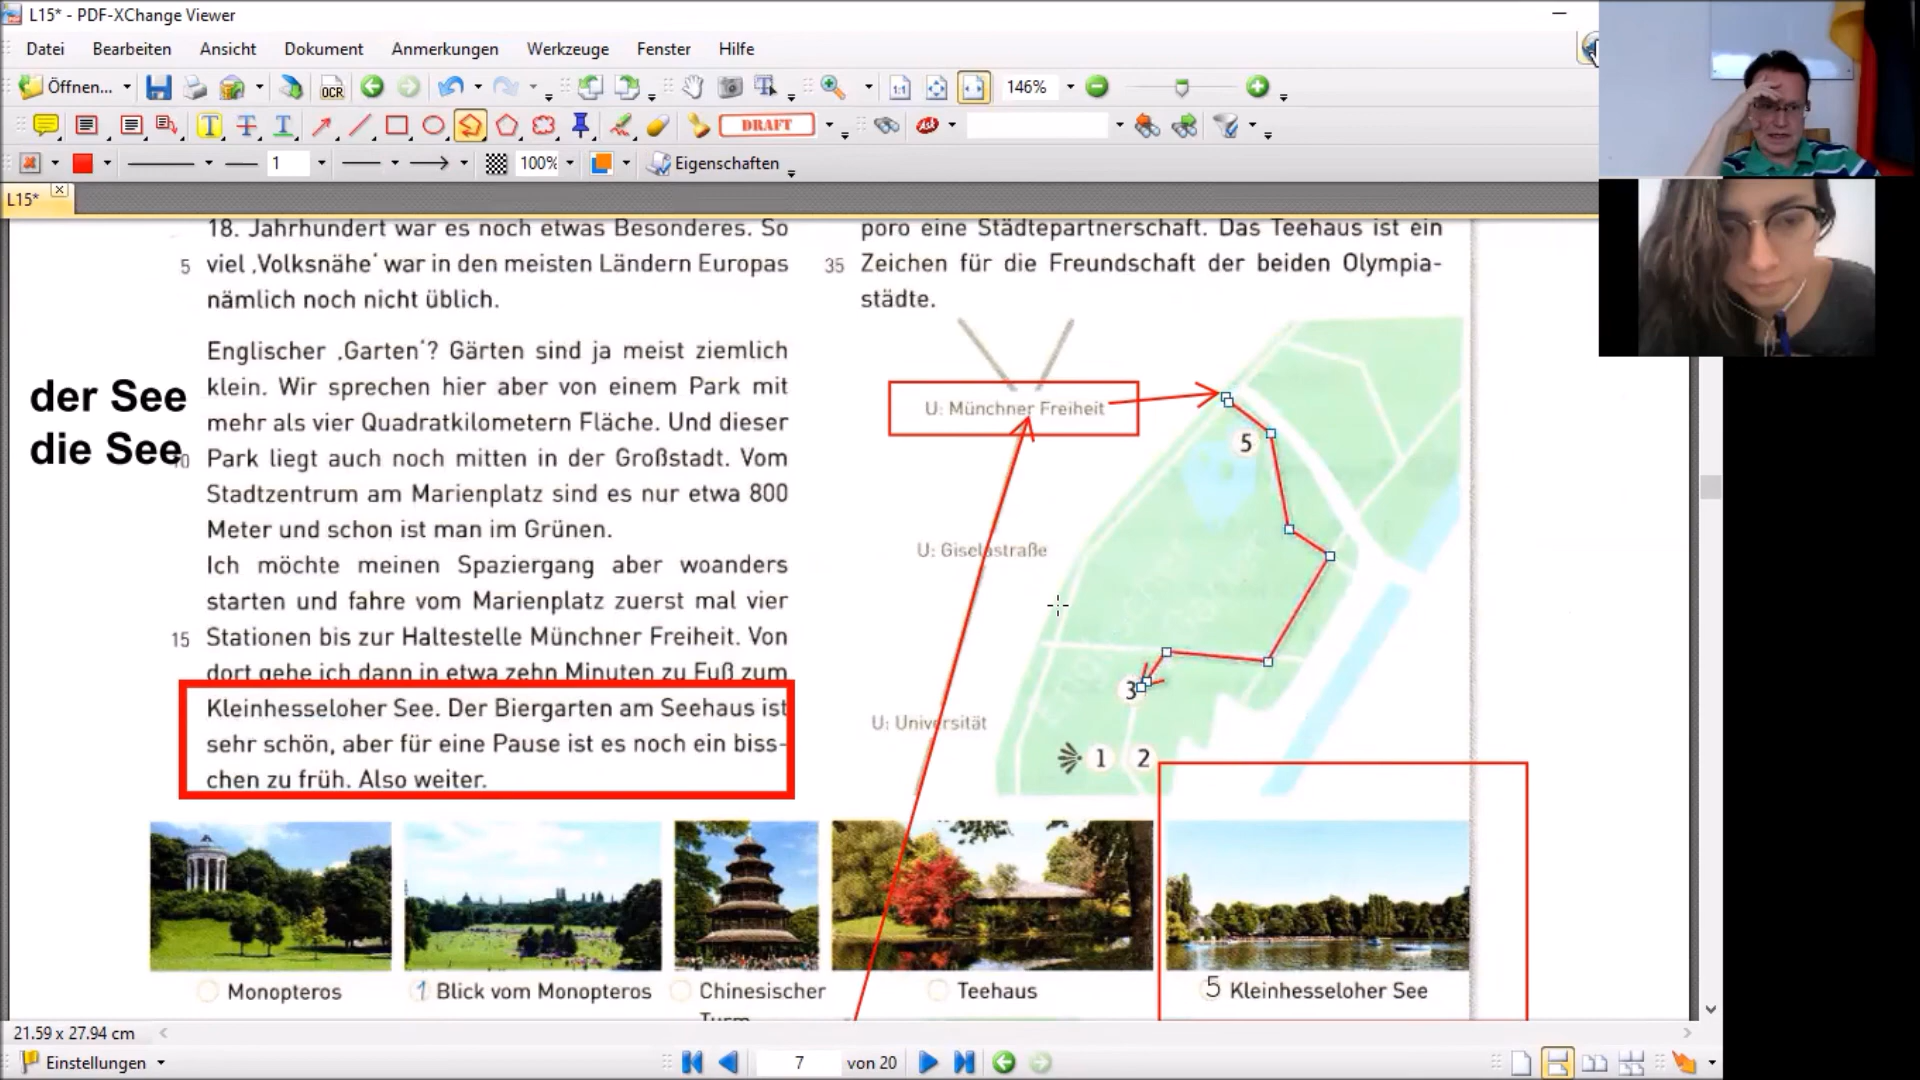 L15* - PDF-XChange Viewer
Datei Bearbeiten Ansicht Dokument Anmerkungen Werkzeuge Fenster Hilfe
Öffnen... OCR 1:1 146%
DRAFT Ask
1 100% Eigenschaften
L15*
18. Jahrhundert war es noch etwas Besonderes. So
5 viel ‚Volksnähe‘ war in den meisten Ländern Europas
nämlich noch nicht üblich.
Englischer ‚Garten‘? Gärten sind ja meist ziemlich
klein. Wir sprechen hier aber von einem Park mit
mehr als vier Quadratkilometern Fläche. Und dieser
10 Park liegt auch noch mitten in der Großstadt. Vom
Stadtzentrum am Marienplatz sind es nur etwa 800
Meter und schon ist man im Grünen.
Ich möchte meinen Spaziergang aber woanders
starten und fahre vom Marienplatz zuerst mal vier
15 Stationen bis zur Haltestelle Münchner Freiheit. Von
dort gehe ich dann in etwa zehn Minuten zu Fuß zum
Kleinhesseloher See. Der Biergarten am Seehaus ist
sehr schön, aber für eine Pause ist es noch ein biss-
chen zu früh. Also weiter.
der See
die See
poro eine Städtepartnerschaft. Das Teehaus ist ein
35 Zeichen für die Freundschaft der beiden Olympia-
städte.
U: Münchner Freiheit
5
U: Giselastraße
3
U: Universität
1 2
Monopteros
1 Blick vom Monopteros
Chinesischer
Turm
Teehaus
5 Kleinhesseloher See
21.59 x 27.94 cm
Einstellungen
7 von 20